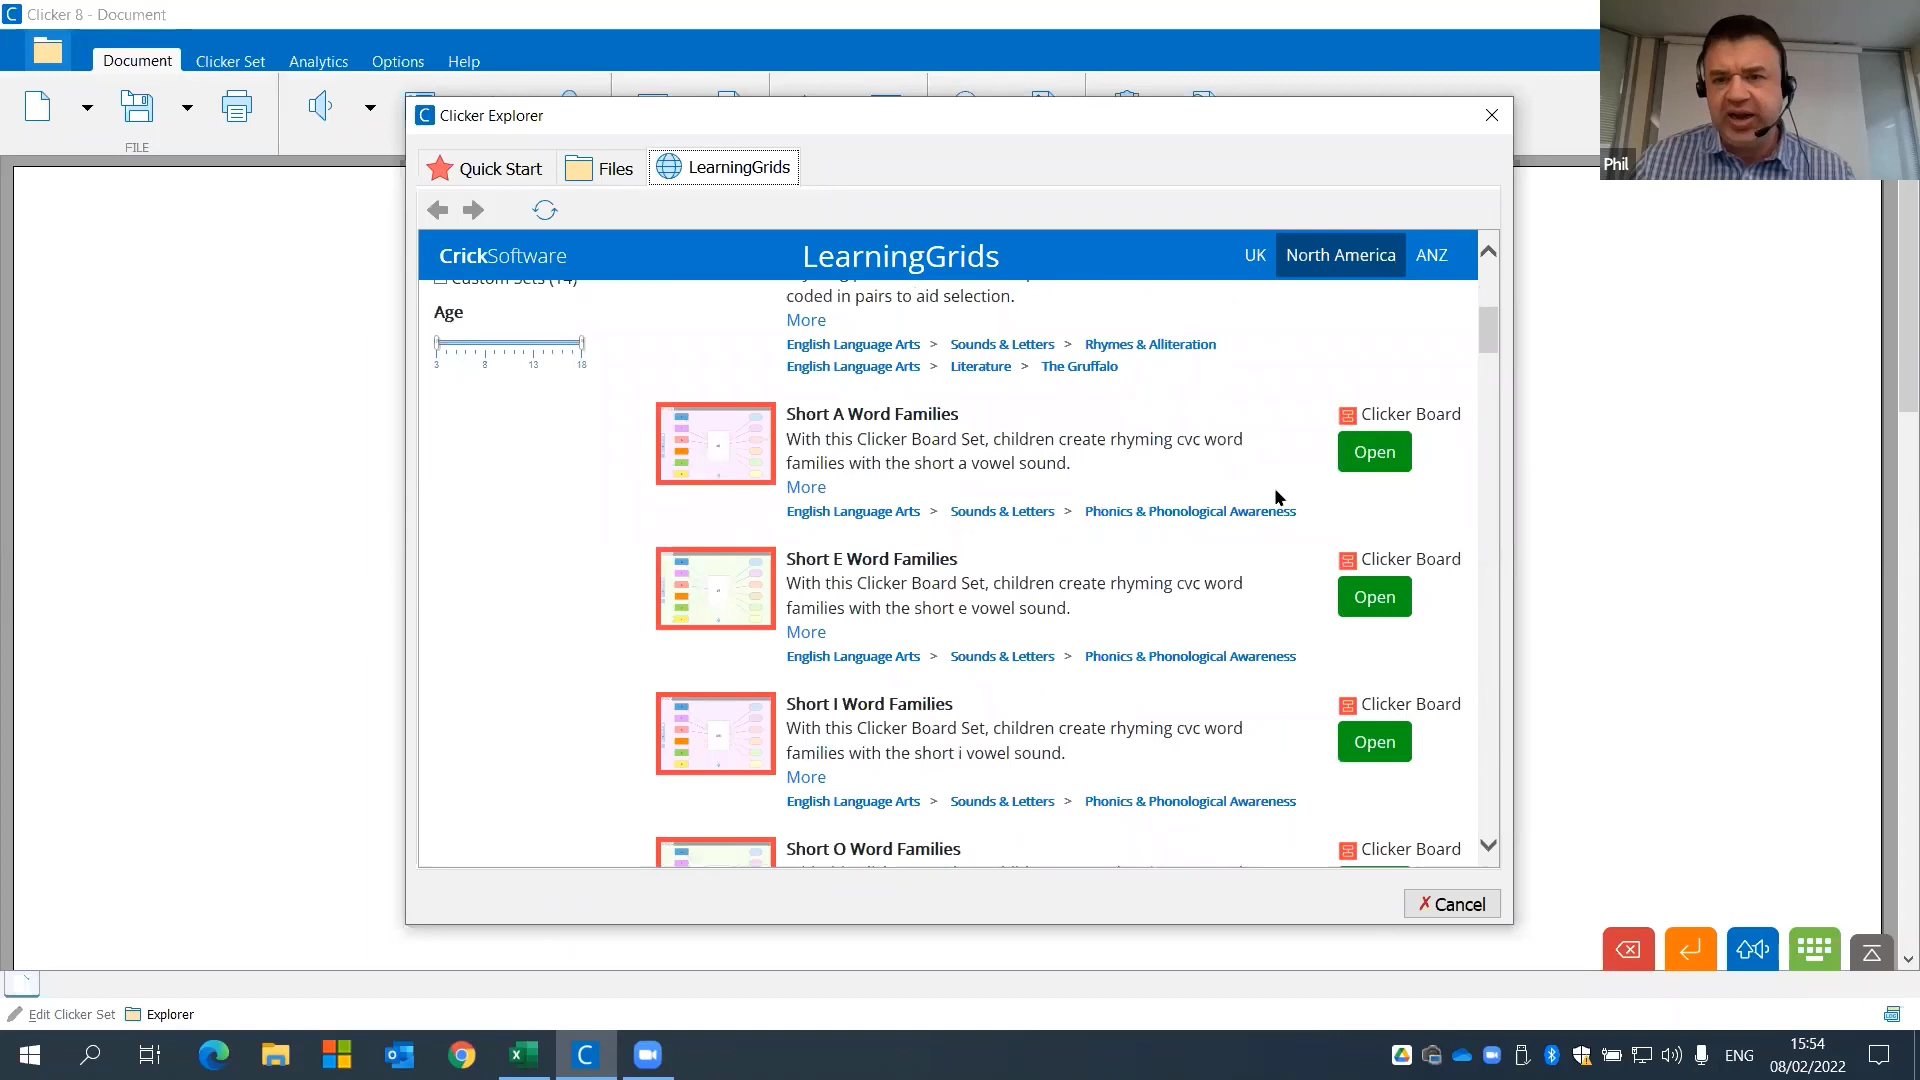 Clicker 8 - Document
Document
Clicker Set
Analytics
Options
Help
FILE
Phil
Clicker Explorer
Quick Start
Files
LearningGrids
CrickSoftware
LearningGrids
UK
North America
ANZ
Custom Sets (14)
Age
3 8 13 18
coded in pairs to aid selection.
More
English Language Arts > Sounds & Letters > Rhymes & Alliteration
English Language Arts > Literature > The Gruffalo
Short A Word Families
Clicker Board
With this Clicker Board Set, children create rhyming cvc word
families with the short a vowel sound.
Open
More
English Language Arts > Sounds & Letters > Phonics & Phonological Awareness
Short E Word Families
Clicker Board
With this Clicker Board Set, children create rhyming cvc word
families with the short e vowel sound.
Open
More
English Language Arts > Sounds & Letters > Phonics & Phonological Awareness
Short I Word Families
Clicker Board
With this Clicker Board Set, children create rhyming cvc word
families with the short i vowel sound.
Open
More
English Language Arts > Sounds & Letters > Phonics & Phonological Awareness
Short O Word Families
Clicker Board
Cancel
Edit Clicker Set
Explorer
ENG
15:54
08/02/2022